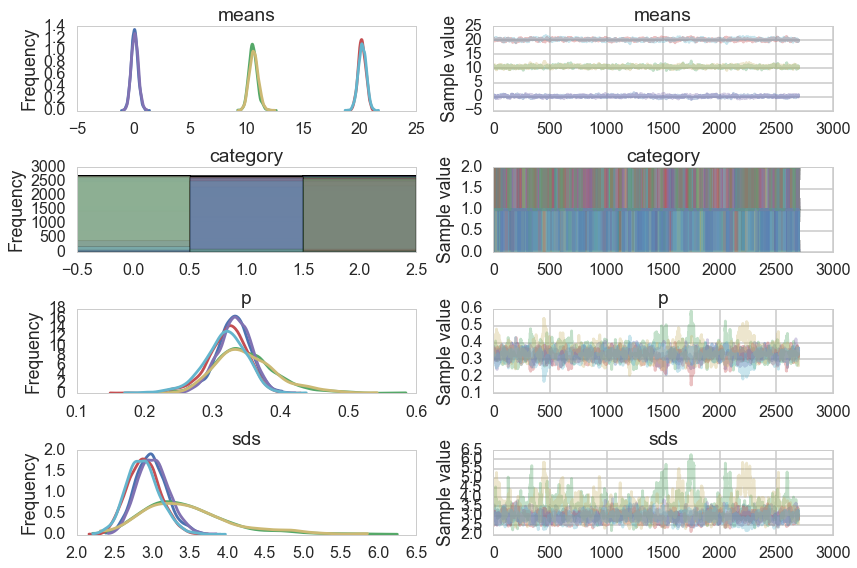 means
means
Frequency
1.4
1.2
1.0
0.8
0.6
0.4
0.2
0.0
−5 0 5 10 15 20 25
Sample value
25
20
15
10
5
0
−5
0 500 1000 1500 2000 2500 3000
category
category
Frequency
3000
2500
2000
1500
1000
500
0
−0.5 0.0 0.5 1.0 1.5 2.0 2.5
Sample value
2.0
1.5
1.0
0.5
0.0
0 500 1000 1500 2000 2500 3000
p
p
Frequency
18
16
14
12
10
8
6
4
2
0
0.1 0.2 0.3 0.4 0.5 0.6
Sample value
0.6
0.5
0.4
0.3
0.2
0.1
0 500 1000 1500 2000 2500 3000
sds
sds
Frequency
2.0
1.5
1.0
0.5
0.0
2.0 2.5 3.0 3.5 4.0 4.5 5.0 5.5 6.0 6.5
Sample value
6.5
6.0
5.5
5.0
4.5
4.0
3.5
3.0
2.5
2.0
0 500 1000 1500 2000 2500 3000